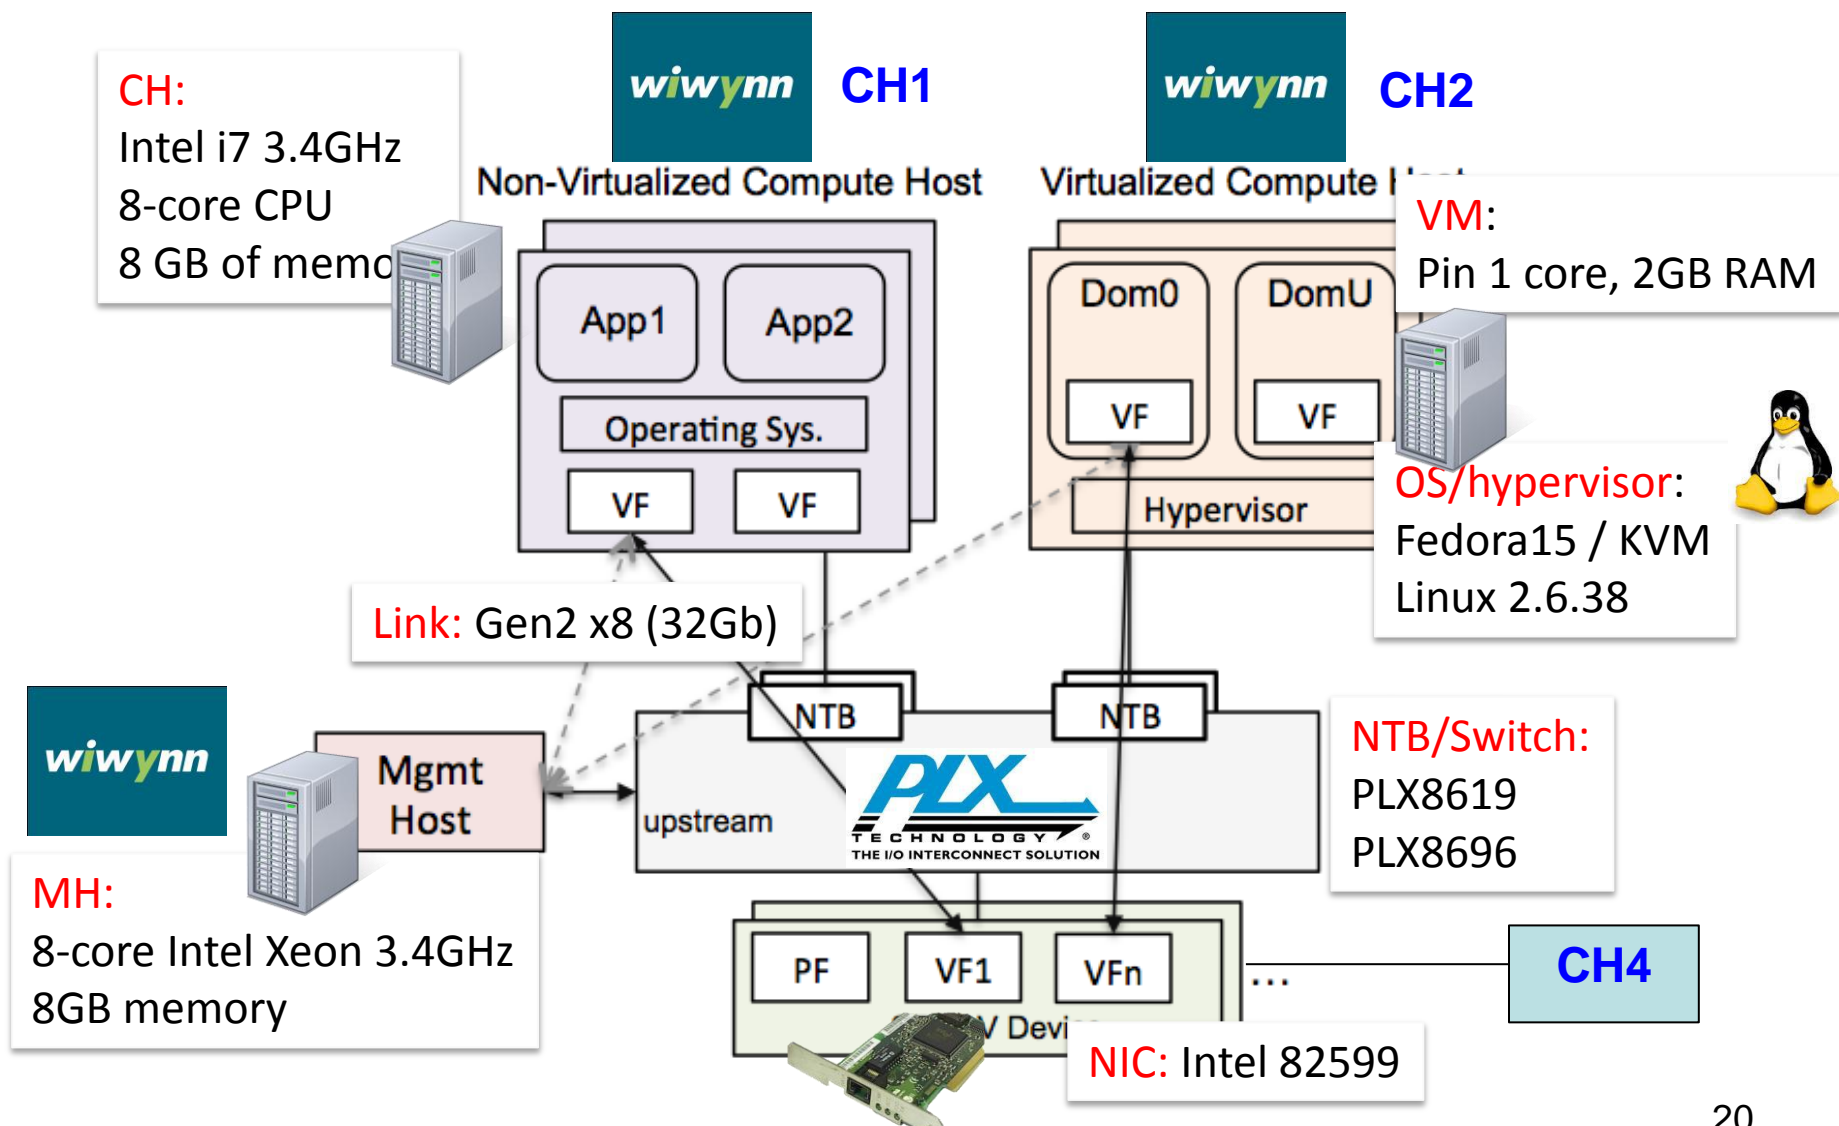 wiwynn
CH1
wiwynn
CH2
CH:
Intel i7 3.4GHz
8-core CPU
8 GB of memo
Non-Virtualized Compute Host
Virtualized Compute
VM:
Pin 1 core, 2GB RAM
App1
App2
Dom0
DomU
Operating Sys.
VF
VF
VF
VF
Hypervisor
OS/hypervisor:
Fedora15 / KVM
Linux 2.6.38
Link: Gen2 x8 (32Gb)
wiwynn
NTB
NTB
NTB/Switch:
PLX8619
PLX8696
Mgmt
Host
upstream
PLX
TECHNOLOGY ®
THE I/O INTERCONNECT SOLUTION
MH:
8-core Intel Xeon 3.4GHz
8GB memory
PF
VF1
VFn
...
CH4
V Devi
NIC: Intel 82599
20